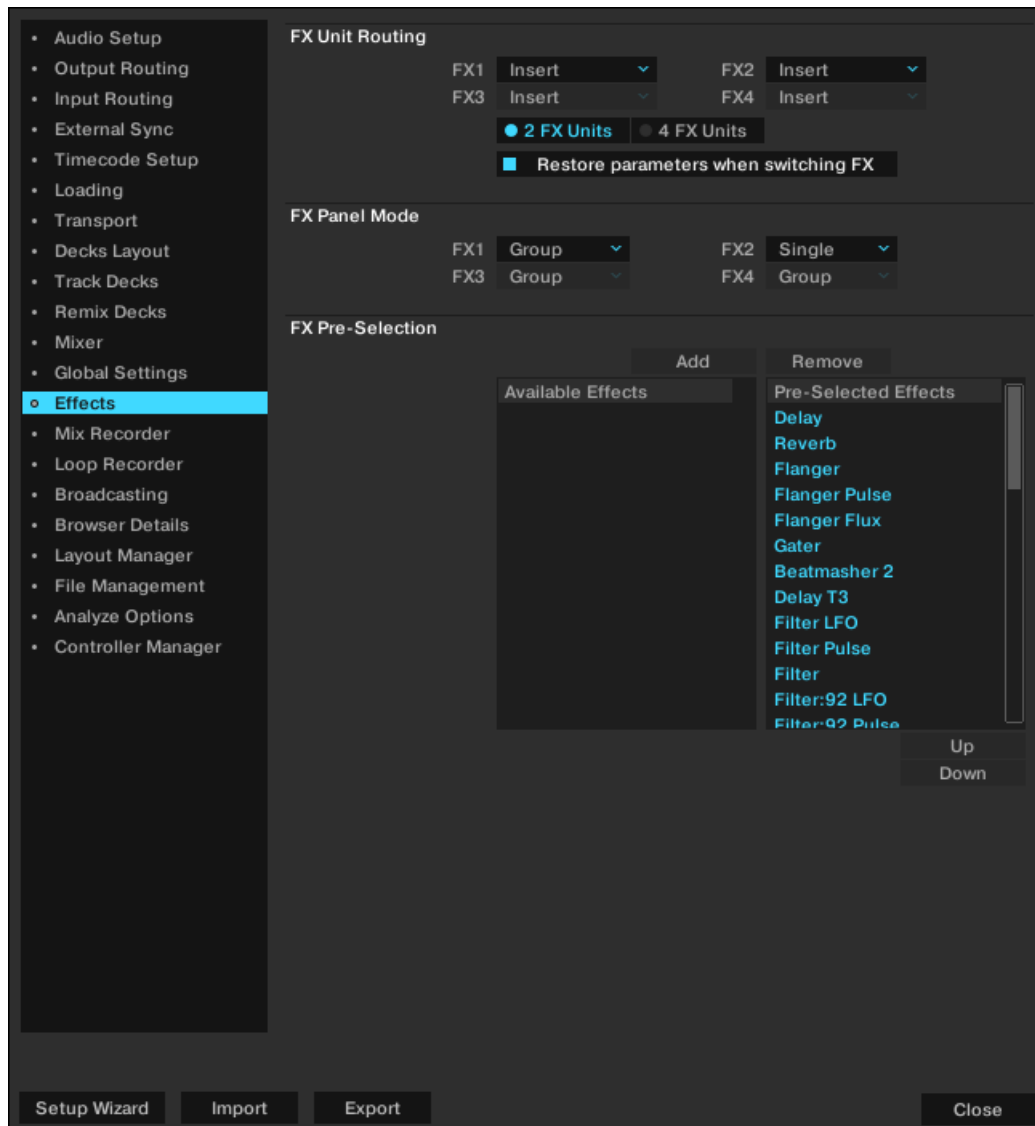 Audio Setup
Output Routing
Input Routing
External Sync
Timecode Setup
Loading
Transport
Decks Layout
Track Decks
Remix Decks
Mixer
Global Settings
Effects
Mix Recorder
Loop Recorder
Broadcasting
Browser Details
Layout Manager
File Management
Analyze Options
Controller Manager
FX Unit Routing
FX1 Insert FX2 Insert
FX3 Insert FX4 Insert
2 FX Units 4 FX Units
Restore parameters when switching FX
FX Panel Mode
FX1 Group FX2 Single
FX3 Group FX4 Group
FX Pre-Selection
Add Remove
Available Effects
Pre-Selected Effects
Delay
Reverb
Flanger
Flanger Pulse
Flanger Flux
Gater
Beatmasher 2
Delay T3
Filter LFO
Filter Pulse
Filter
Filter:92 LFO
Filter:92 Pulse
Up
Down
Setup Wizard Import Export Close